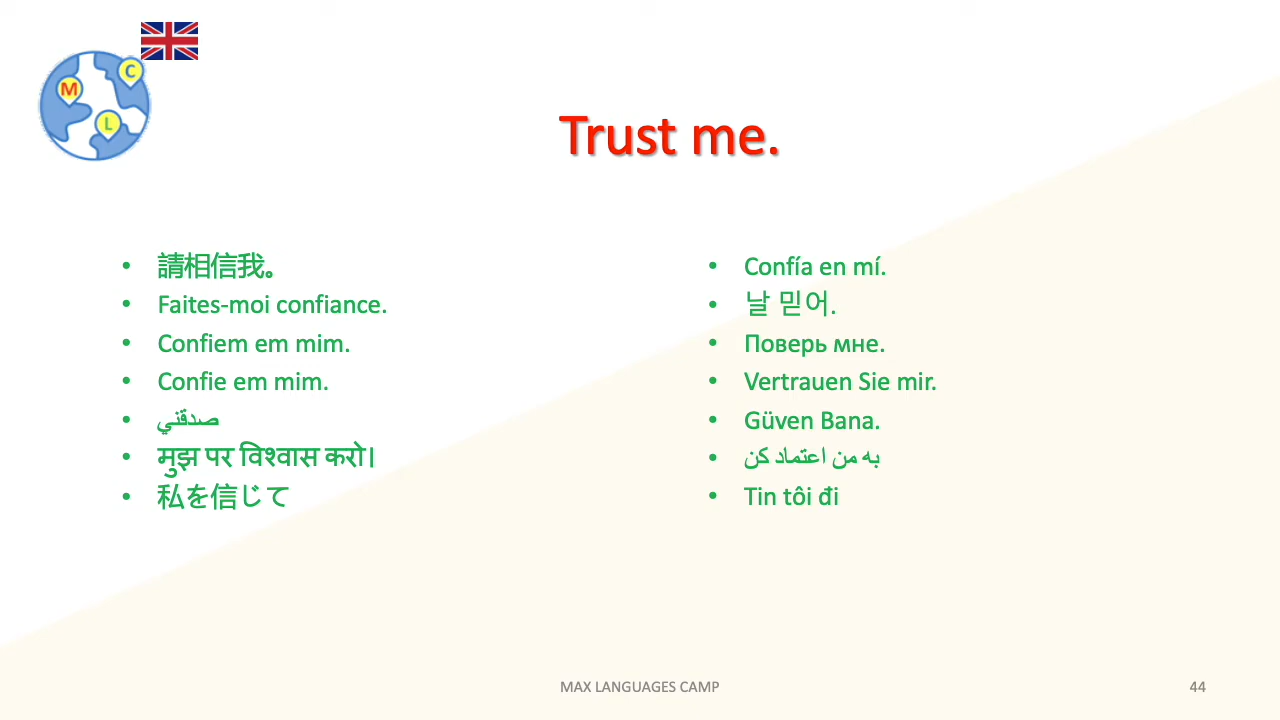 C
M
L
Trust me.
請相信我。
Faites-moi confiance.
Confiem em mim.
Confie em mim.
صدقني
मुझ पर विश्वास करो।
私を信じて
Confía en mí.
날 믿어.
Поверь мне.
Vertrauen Sie mir.
Güven Bana.
به من اعتماد کن
Tin tôi đi
MAX LANGUAGES CAMP
44